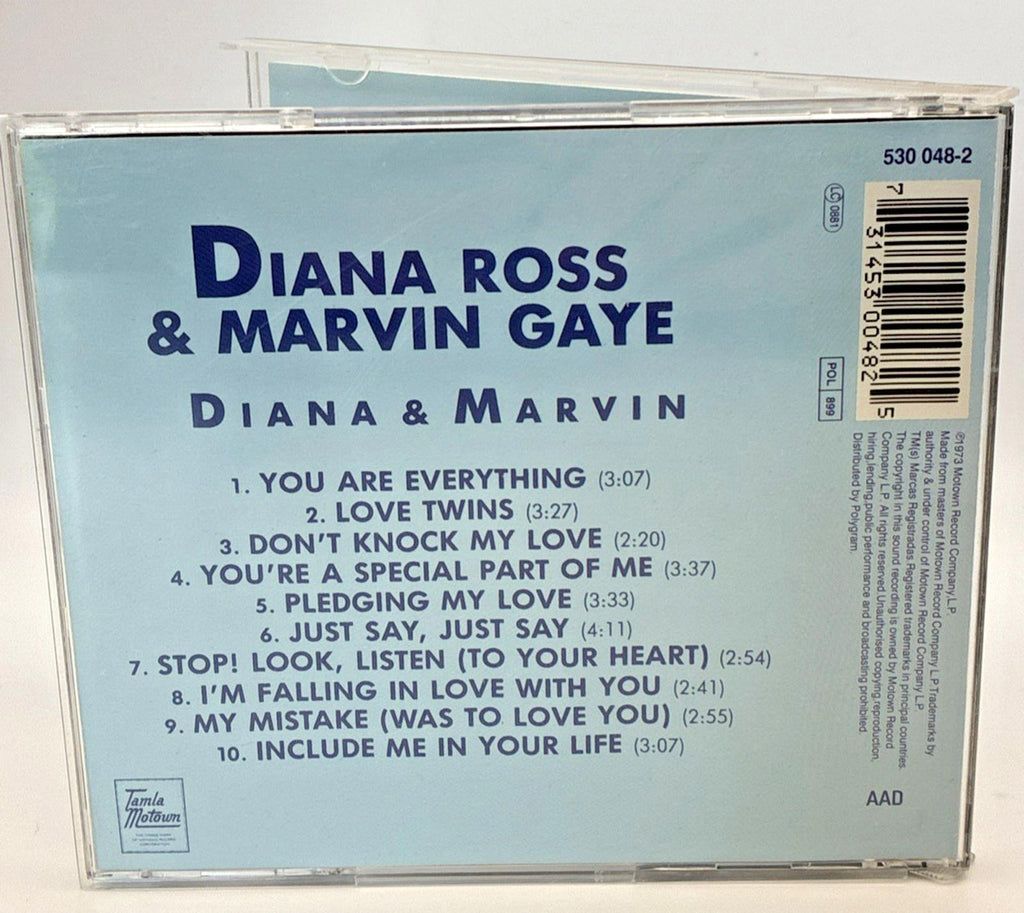 530 048-2
LC 0881
7 31453 00482 5
DIANA ROSS
& MARVIN GAYE
DIANA & MARVIN
POL 899
1. YOU ARE EVERYTHING (3:07)
2. LOVE TWINS (3:27)
3. DON'T KNOCK MY LOVE (2:20)
4. YOU'RE A SPECIAL PART OF ME (3:37)
5. PLEDGING MY LOVE (3:33)
6. JUST SAY, JUST SAY (4:11)
7. STOP! LOOK, LISTEN (TO YOUR HEART) (2:54)
8. I'M FALLING IN LOVE WITH YOU (2:41)
9. MY MISTAKE (WAS TO LOVE YOU) (2:55)
10. INCLUDE ME IN YOUR LIFE (3:07)
℗1973 Motown Record Company, L.P.
Made from masters of Motown Record Company L.P. Trademarks by
authority & under control of Motown Record Company L.P.
TM(s) Marcas Registradas. Registered trademarks in principal countries.
The copyright in this sound recording is owned by Motown Record
Company L.P. All rights reserved. Unauthorised copying, reproduction,
hiring, lending, public performance and broadcasting prohibited.
Distributed by Polygram.
AAD
Tamla
Motown